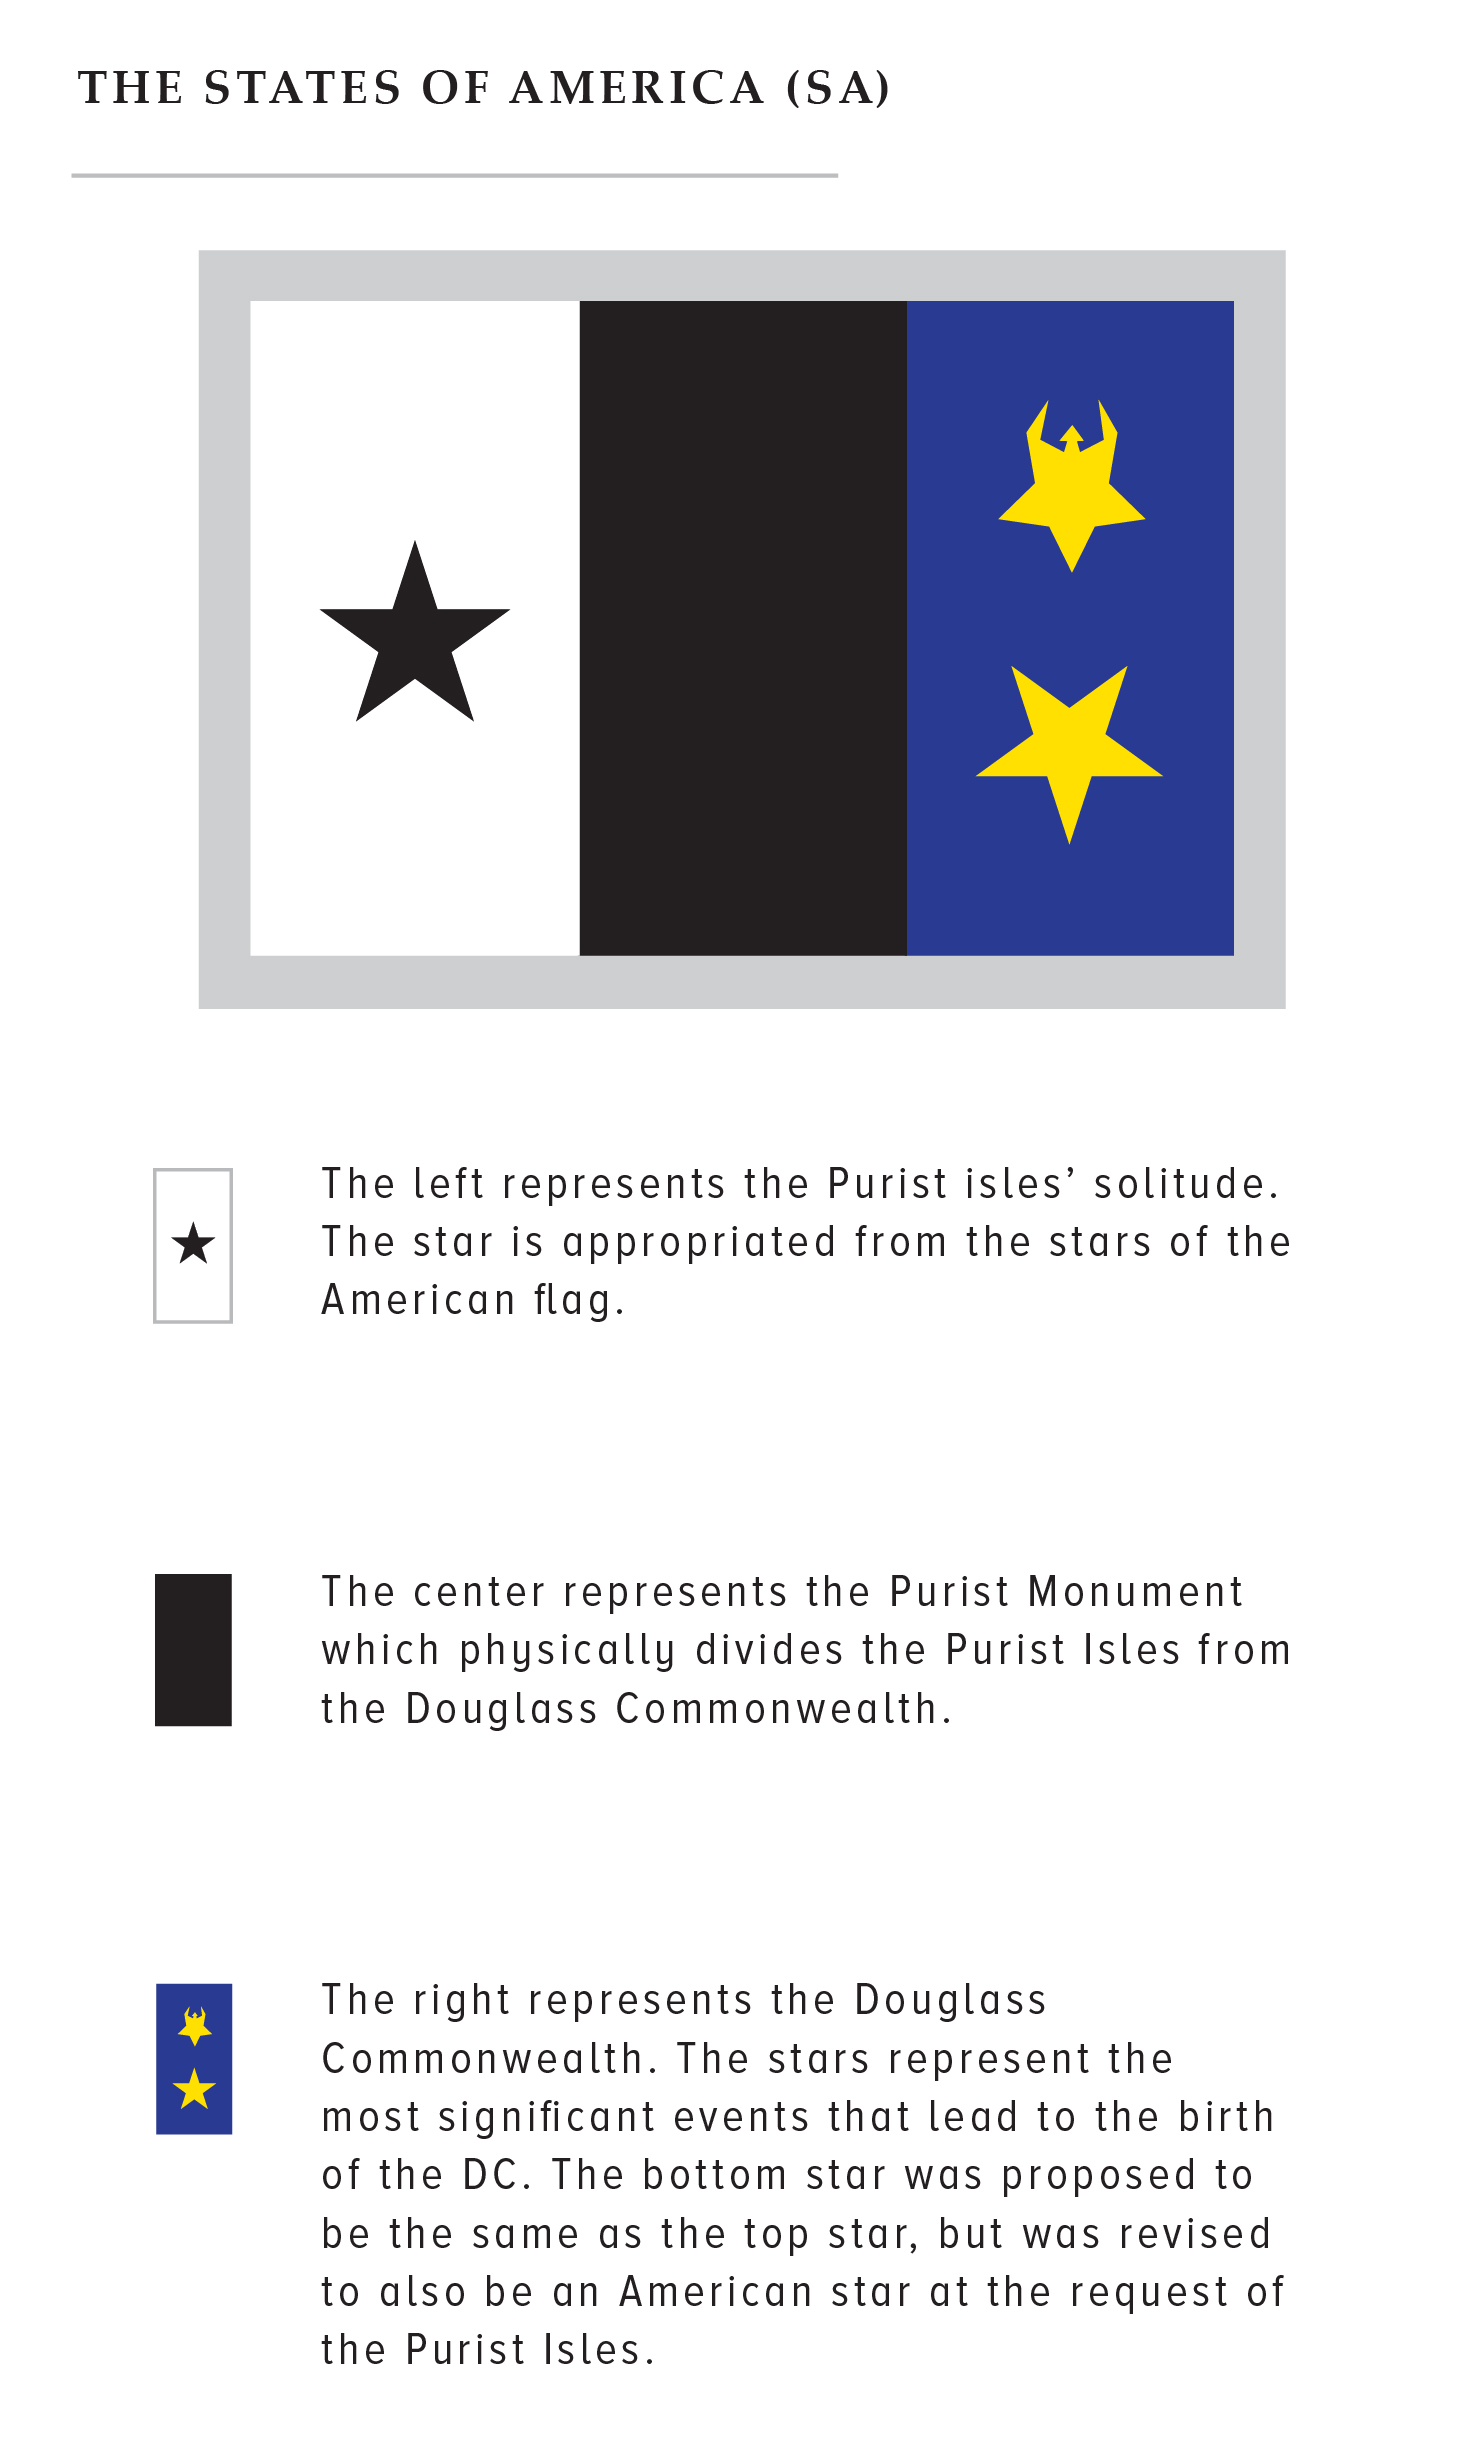 THE STATES OF AMERICA (SA)
The left represents the Purist isles’ solitude.
The star is appropriated from the stars of the
American flag.
The center represents the Purist Monument
which physically divides the Purist Isles from
the Douglass Commonwealth.
The right represents the Douglass
Commonwealth. The stars represent the
most significant events that lead to the birth
of the DC. The bottom star was proposed to
be the same as the top star, but was revised
to also be an American star at the request of
the Purist Isles.